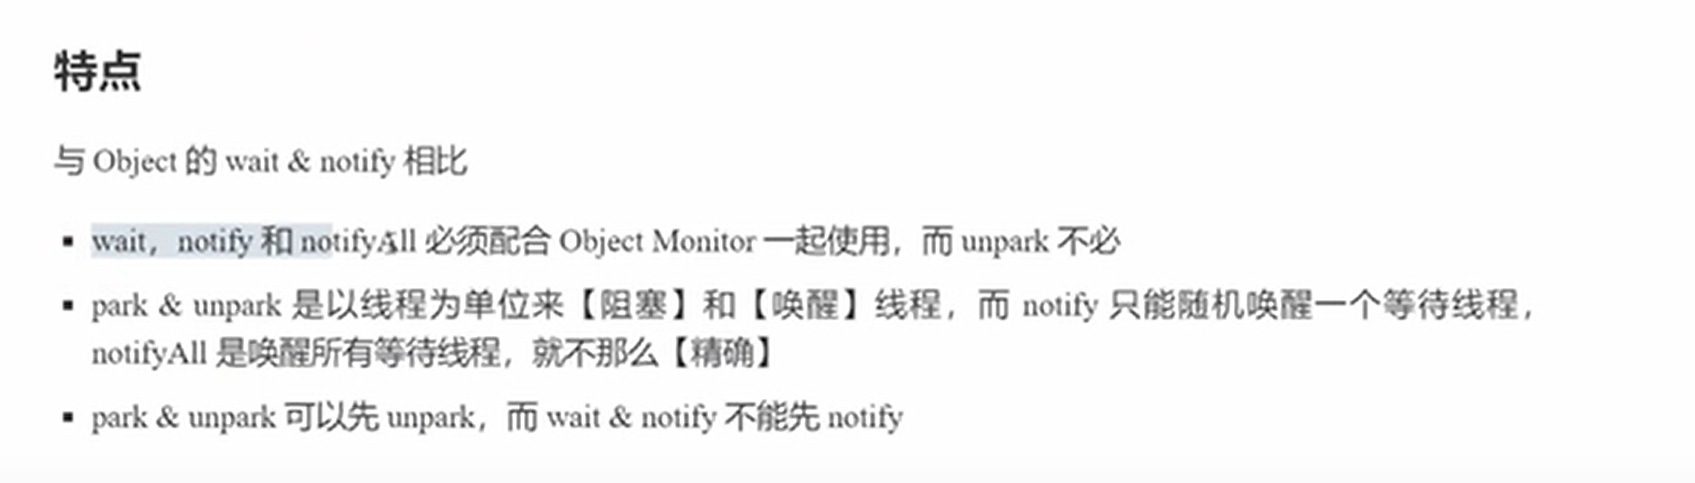 特点
与 Object 的 wait & notify 相比
wait，notify 和 notifyAll 必须配合 Object Monitor 一起使用，而 unpark 不必
park & unpark 是以线程为单位来【阻塞】和【唤醒】线程，而 notify 只能随机唤醒一个等待线程，
notifyAll 是唤醒所有等待线程，就不那么【精确】
park & unpark 可以先 unpark，而 wait & notify 不能先 notify